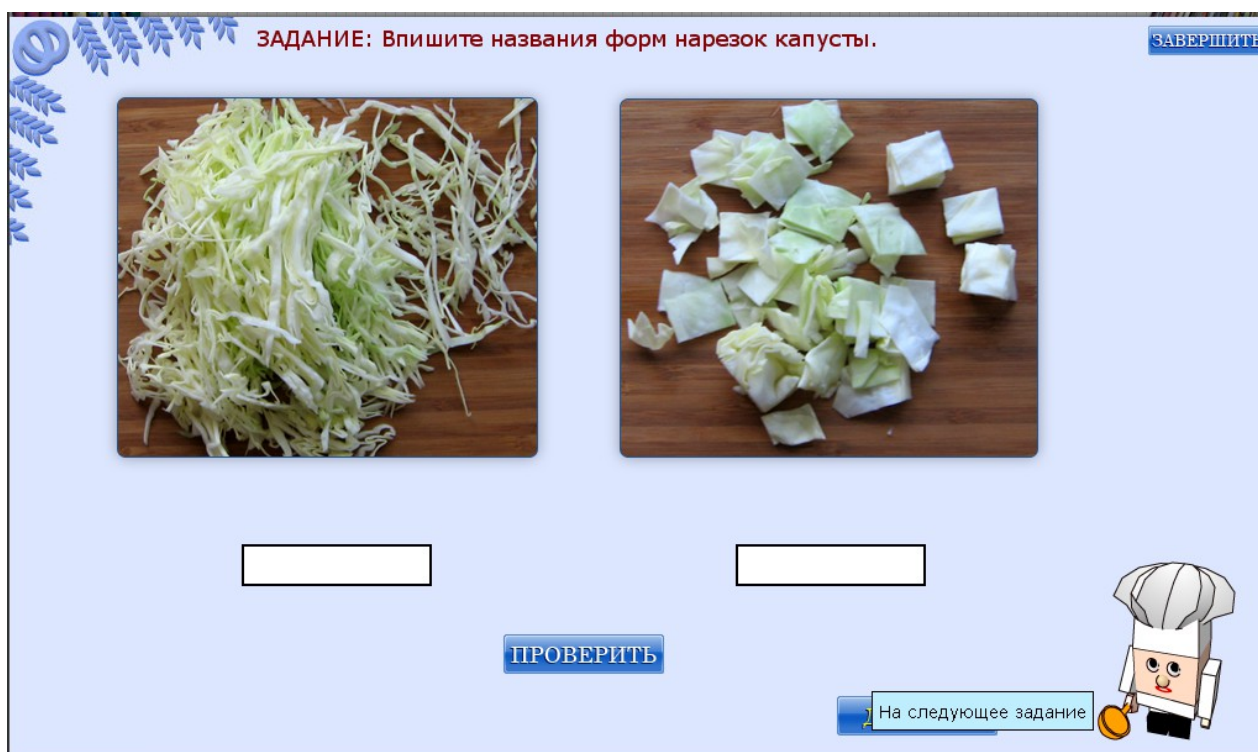 ЗАДАНИЕ: Впишите названия форм нарезок капусты.
ЗАВЕРШИТЬ
ПРОВЕРИТЬ
На следующее задание